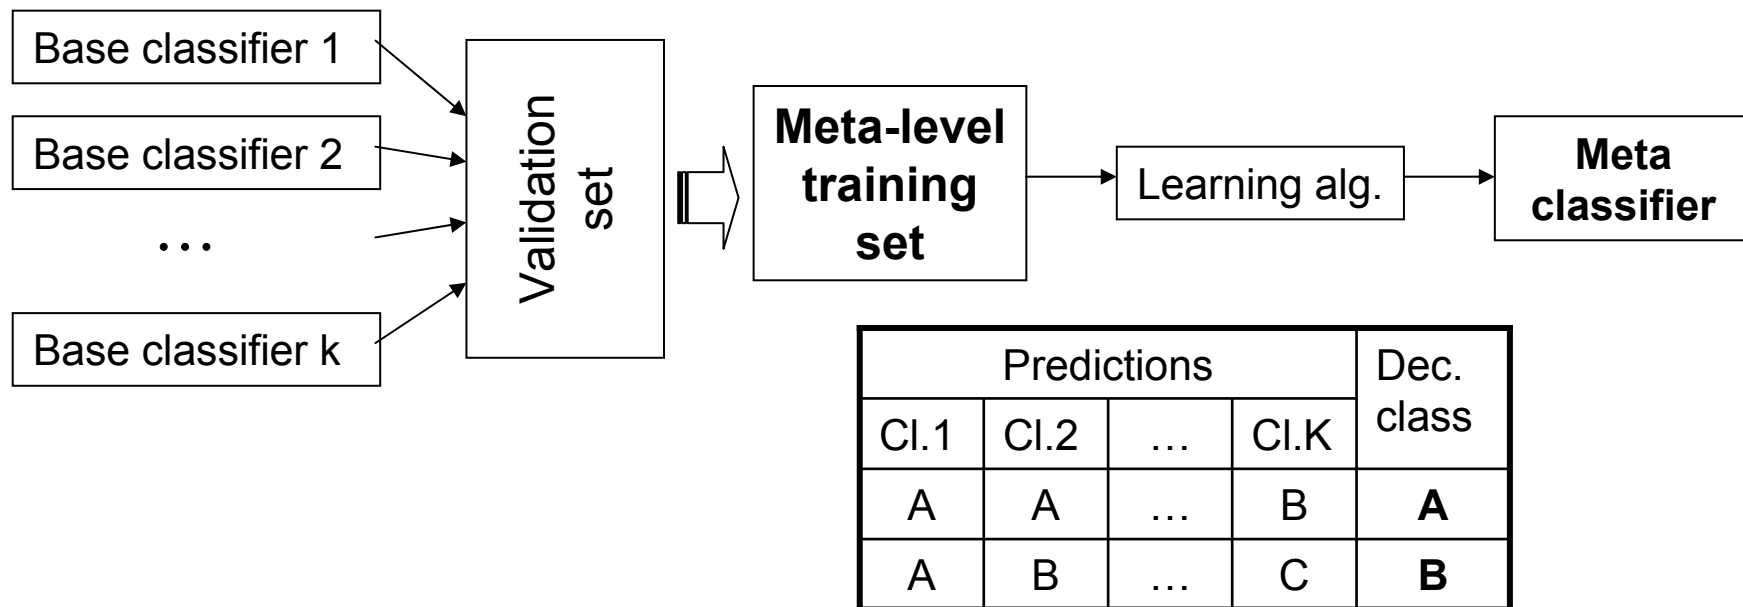 Base classifier 1
Base classifier 2
…
Base classifier k
Validation
set
Meta-level
training
set
Learning alg.
Meta
classifier
Predictions
Dec.
class
Cl.1 Cl.2 … Cl.K
A A … B A
A B … C B